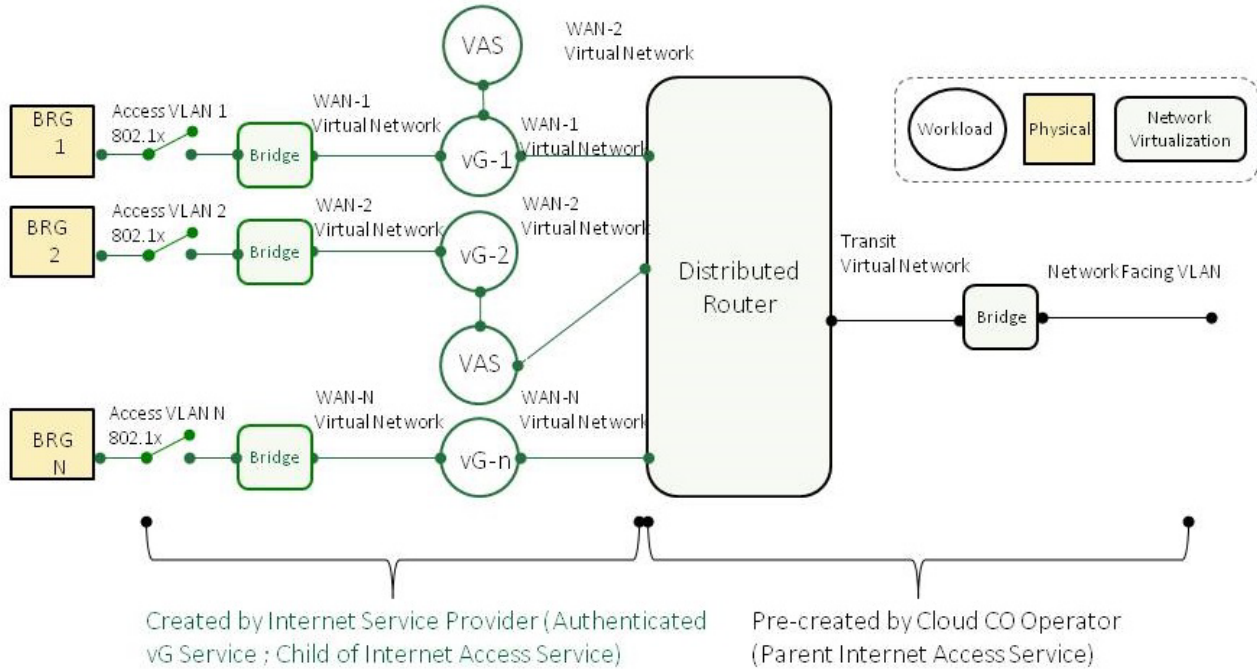 VAS
WAN-2
Virtual Network
BRG
1
Access VLAN 1
802.1x
Bridge
WAN-1
Virtual Network
vG-1
WAN-1
Virtual Network
BRG
2
Access VLAN 2
802.1x
Bridge
WAN-2
Virtual Network
vG-2
WAN-2
Virtual Network
VAS
BRG
N
Access VLAN N
802.1x
Bridge
WAN-N
Virtual Network
vG-n
WAN-N
Virtual Network
Distributed
Router
Transit
Virtual Network
Bridge
Network Facing VLAN
Workload
Physical
Network
Virtualization
Created by Internet Service Provider (Authenticated
vG Service ; Child of Internet Access Service)
Pre-created by Cloud CO Operator
(Parent Internet Access Service)